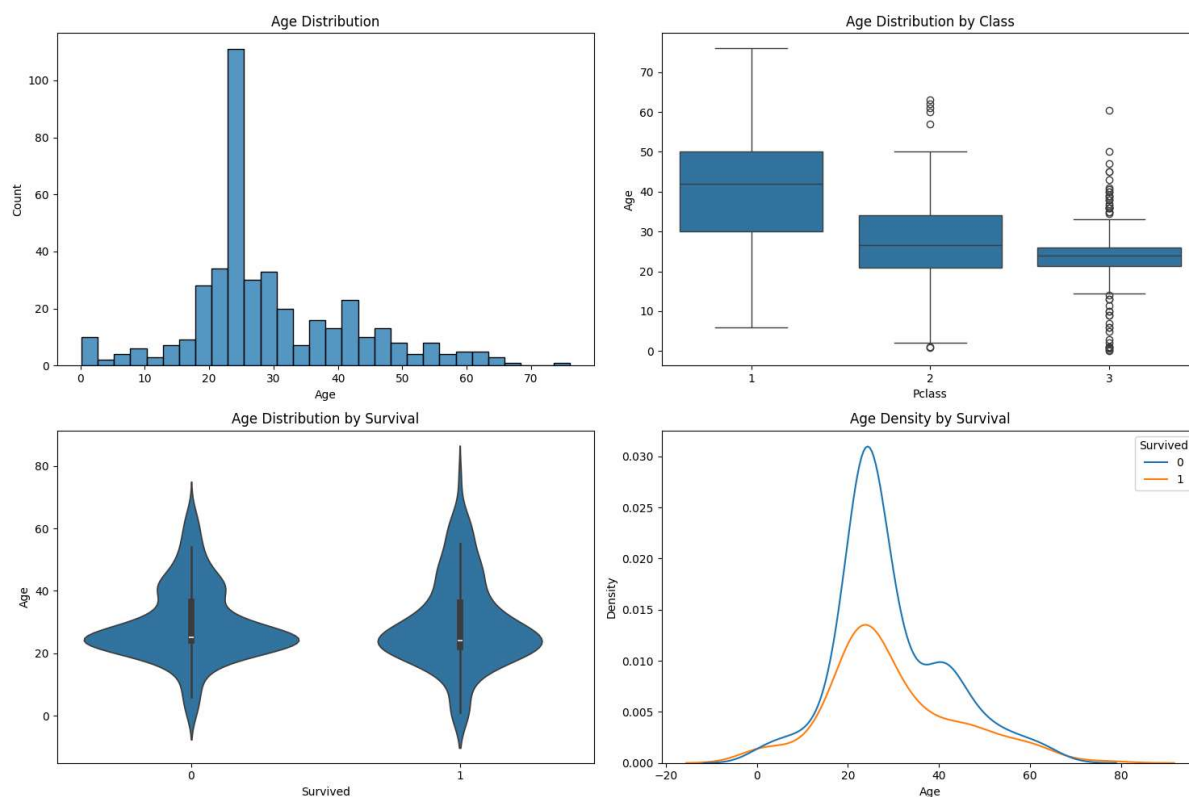 Age Distribution
100
80
60
40
20
0
Count
0 10 20 30 40 50 60 70
Age
Age Distribution by Class
70
60
50
40
30
20
10
0
Age
1 2 3
Pclass
Age Distribution by Survival
80
60
40
20
0
Age
0 1
Survived
Age Density by Survival
Survived
0
1
0.030
0.025
0.020
0.015
0.010
0.005
0.000
Density
−20 0 20 40 60 80
Age